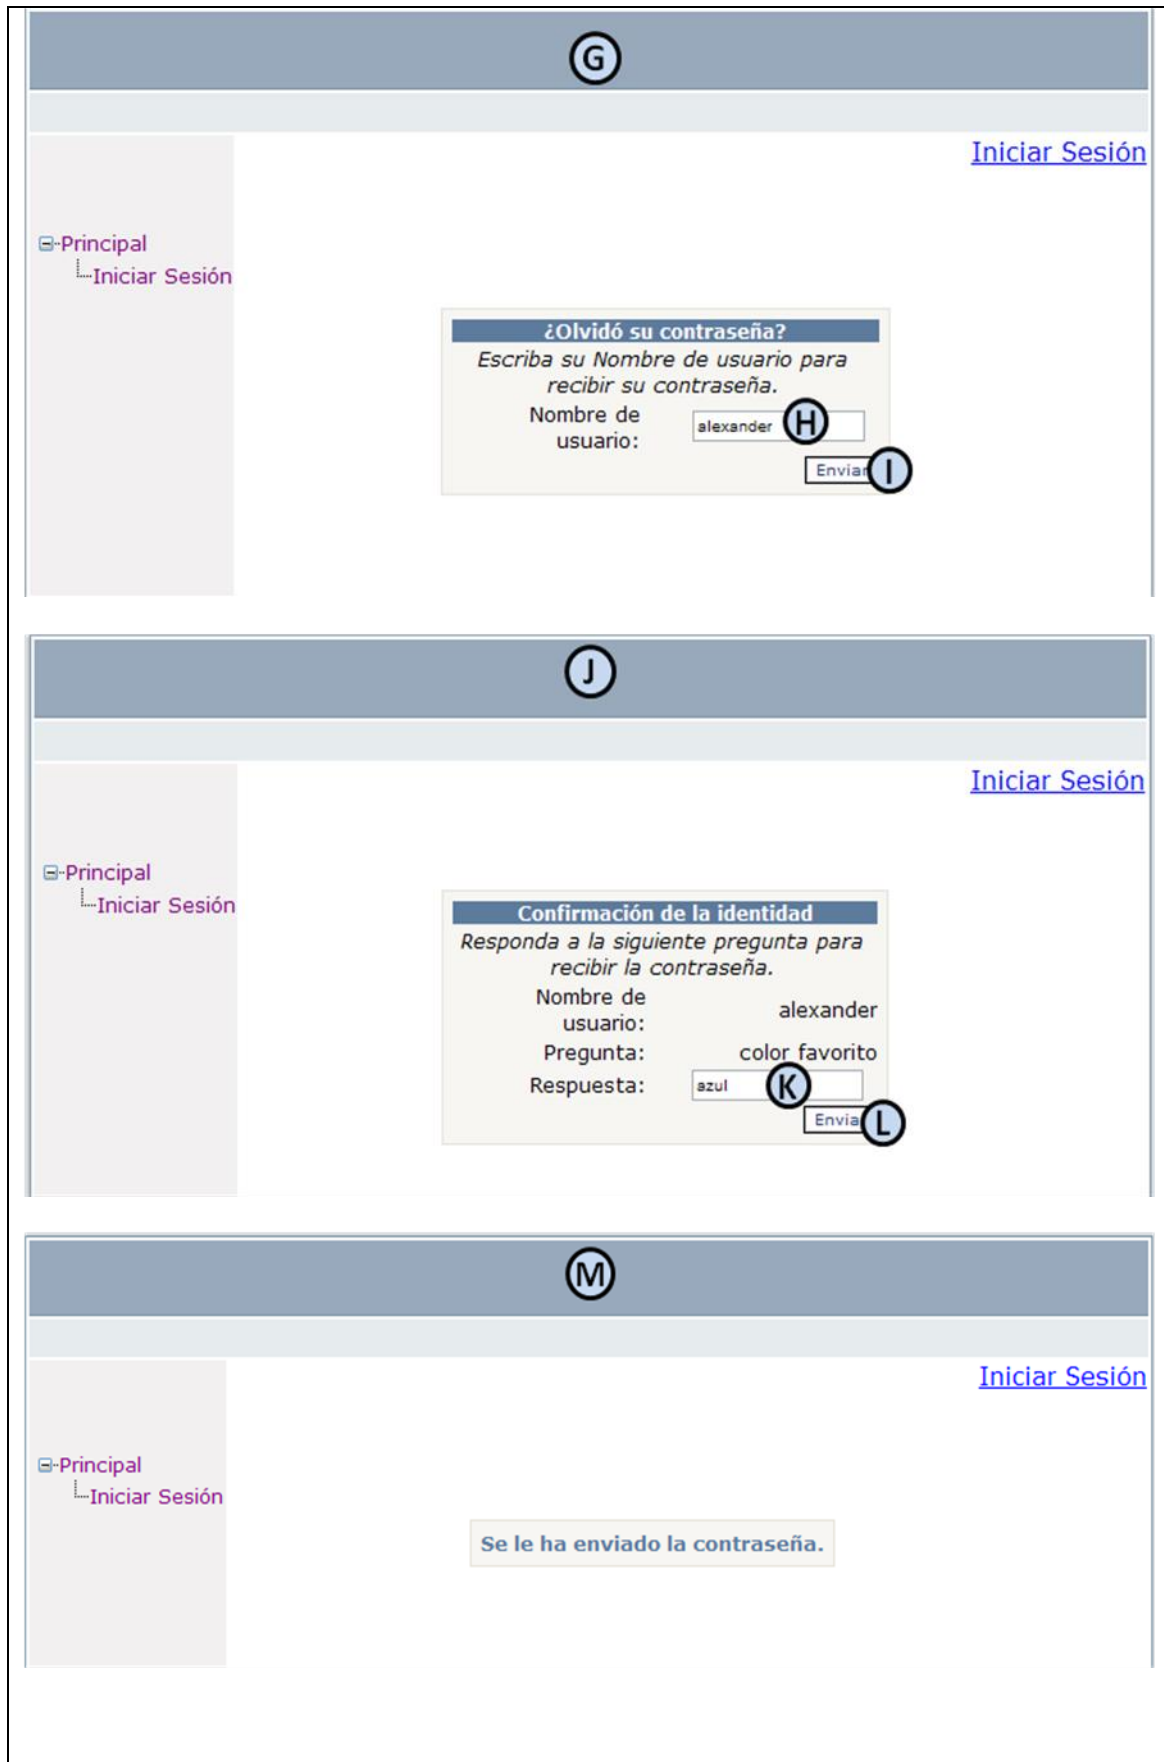 G
Iniciar Sesión
Principal
Iniciar Sesión
¿Olvidó su contraseña?
Escriba su Nombre de usuario para
recibir su contraseña.
Nombre de
usuario:
alexander
H
Enviar
I
J
Iniciar Sesión
Principal
Iniciar Sesión
Confirmación de la identidad
Responda a la siguiente pregunta para
recibir la contraseña.
Nombre de
usuario:
alexander
Pregunta: color favorito
Respuesta: azul K
Envia L
M
Iniciar Sesión
Principal
Iniciar Sesión
Se le ha enviado la contraseña.